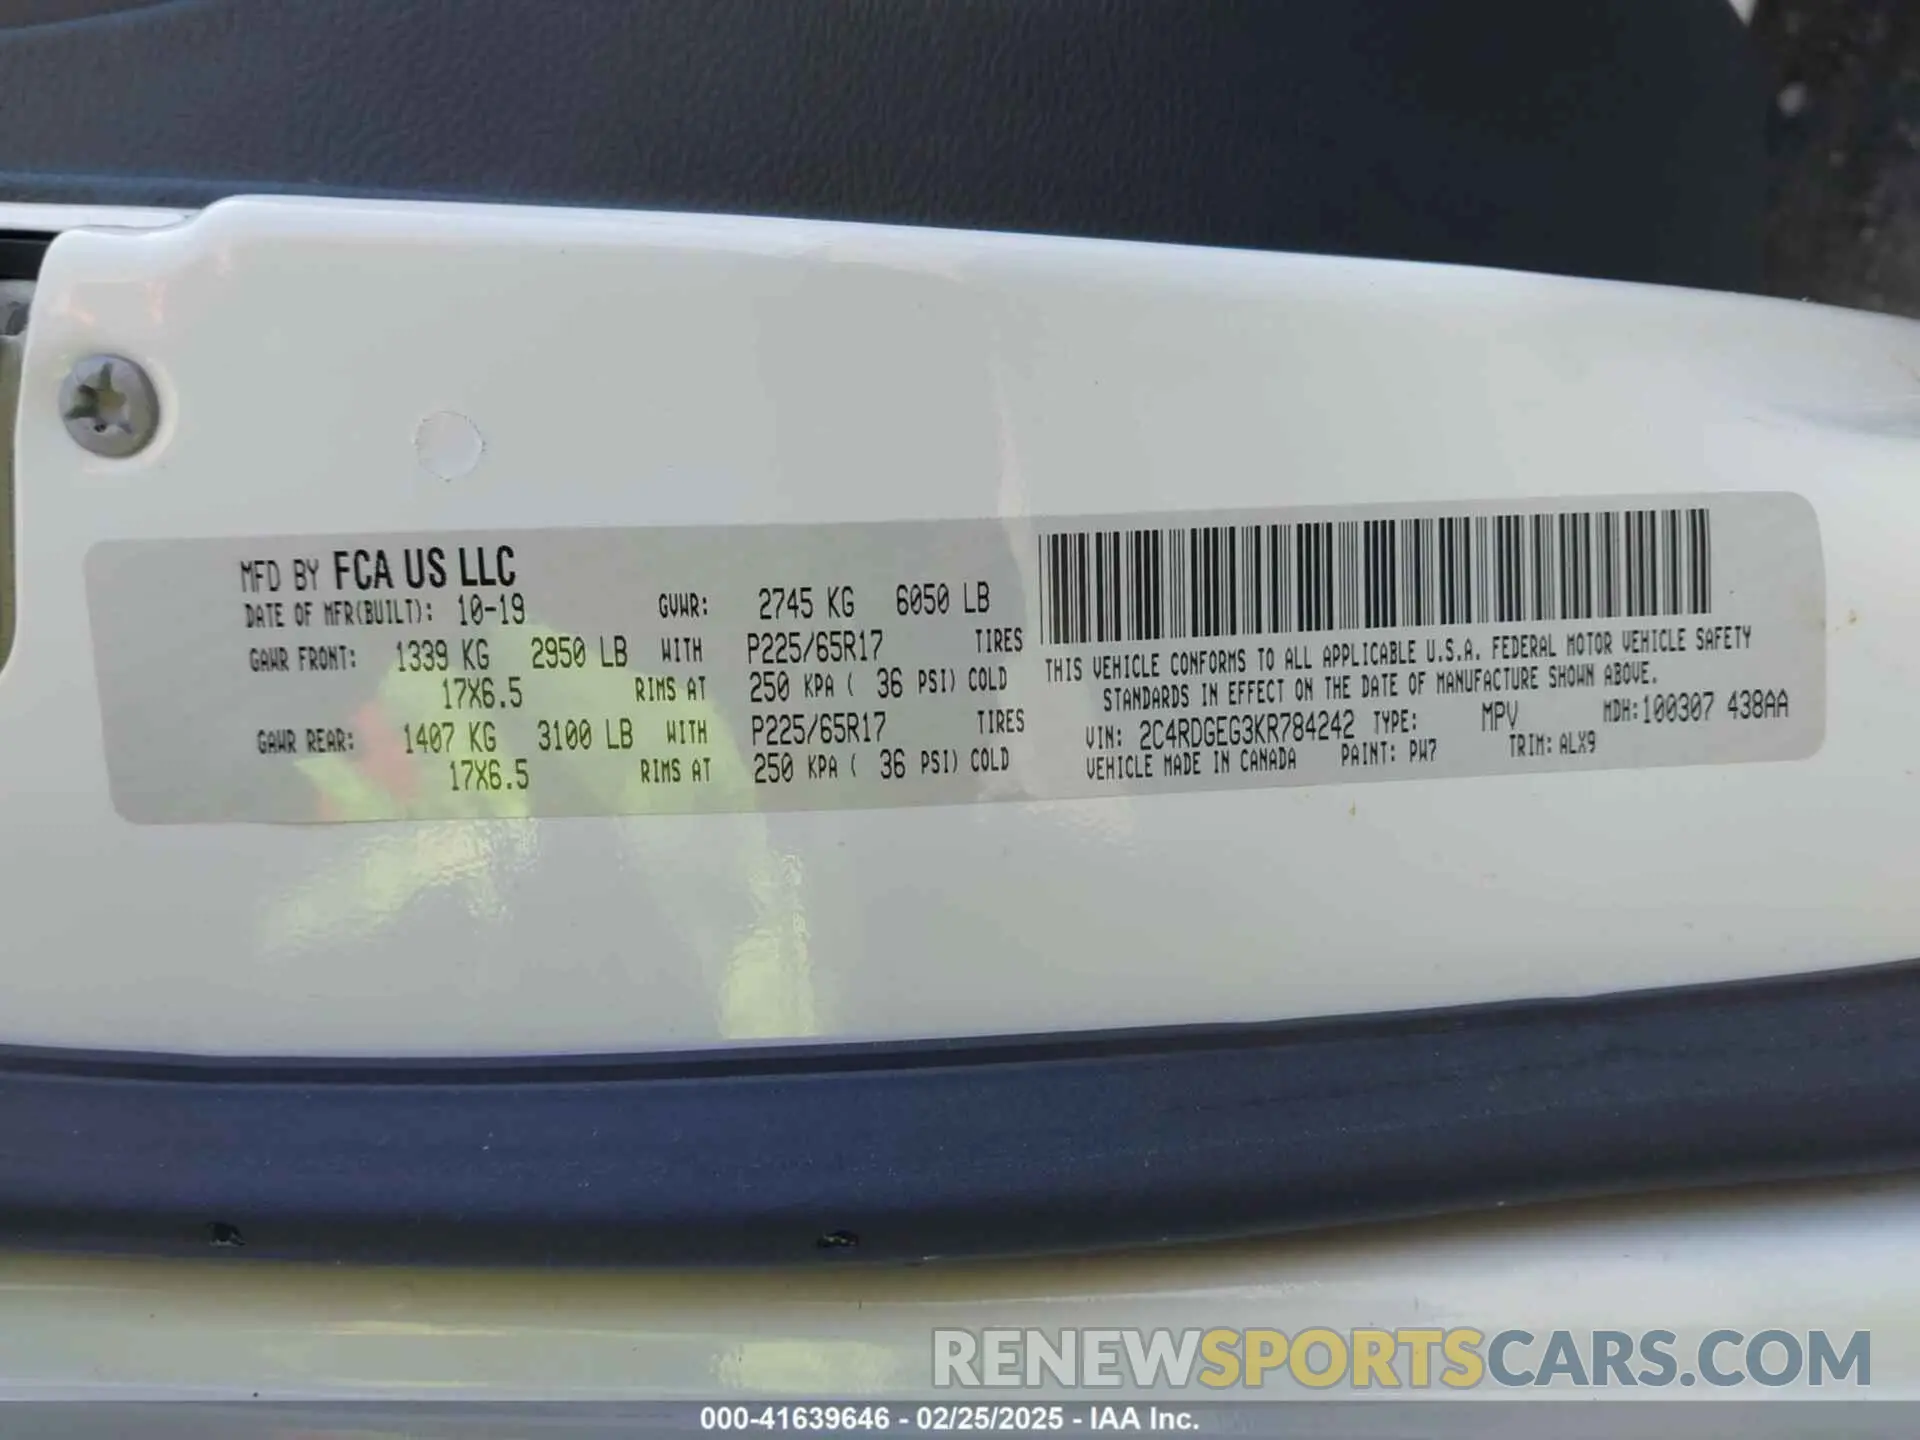 MFD BY FCA US LLC
DATE OF MFR(BUILT): 10-19 GVWR: 2745 KG 6050 LB
GAWR FRONT: 1339 KG 2950 LB WITH P225/65R17 TIRES
17X6.5 RIMS AT 250 KPA ( 36 PSI) COLD
GAWR REAR: 1407 KG 3100 LB WITH P225/65R17 TIRES
17X6.5 RIMS AT 250 KPA ( 36 PSI) COLD
THIS VEHICLE CONFORMS TO ALL APPLICABLE U.S.A. FEDERAL MOTOR VEHICLE SAFETY
STANDARDS IN EFFECT ON THE DATE OF MANUFACTURE SHOWN ABOVE.
VIN: 2C4RDGEG3KR784242 TYPE: MPV MDH:100307 438AA
VEHICLE MADE IN CANADA PAINT: PW7 TRIM: ALX9
RENEWSPORTSCARS.COM
000-41639646 - 02/25/2025 - IAA Inc.